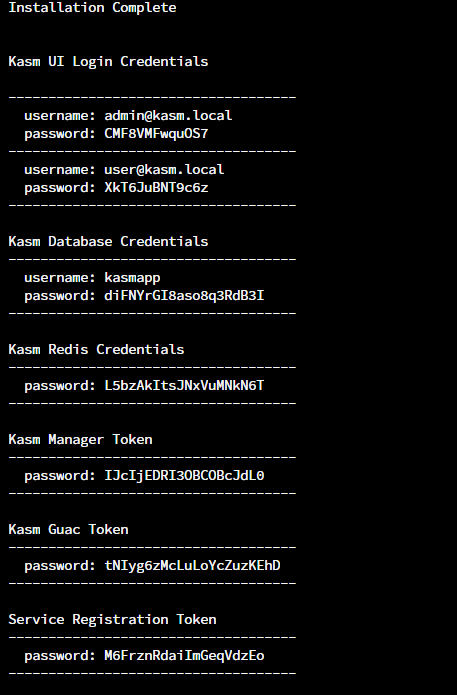 Installation Complete
Kasm UI Login Credentials
------------------------------------
username: admin@kasm.local
password: CMF8VMFwquOS7
------------------------------------
username: user@kasm.local
password: XkT6JuBNT9c6z
------------------------------------
Kasm Database Credentials
------------------------------------
username: kasmapp
password: diFNYrGI8aso8q3RdB3I
------------------------------------
Kasm Redis Credentials
------------------------------------
password: L5bzAkItsJNxVuMNkN6T
------------------------------------
Kasm Manager Token
------------------------------------
password: IJcIjEDRI3OBCOBcJdL0
------------------------------------
Kasm Guac Token
------------------------------------
password: tNIyg6zMcLuLoYcZuzKEhD
------------------------------------
Service Registration Token
------------------------------------
password: M6FrznRdaiImGeqVdzEo
------------------------------------